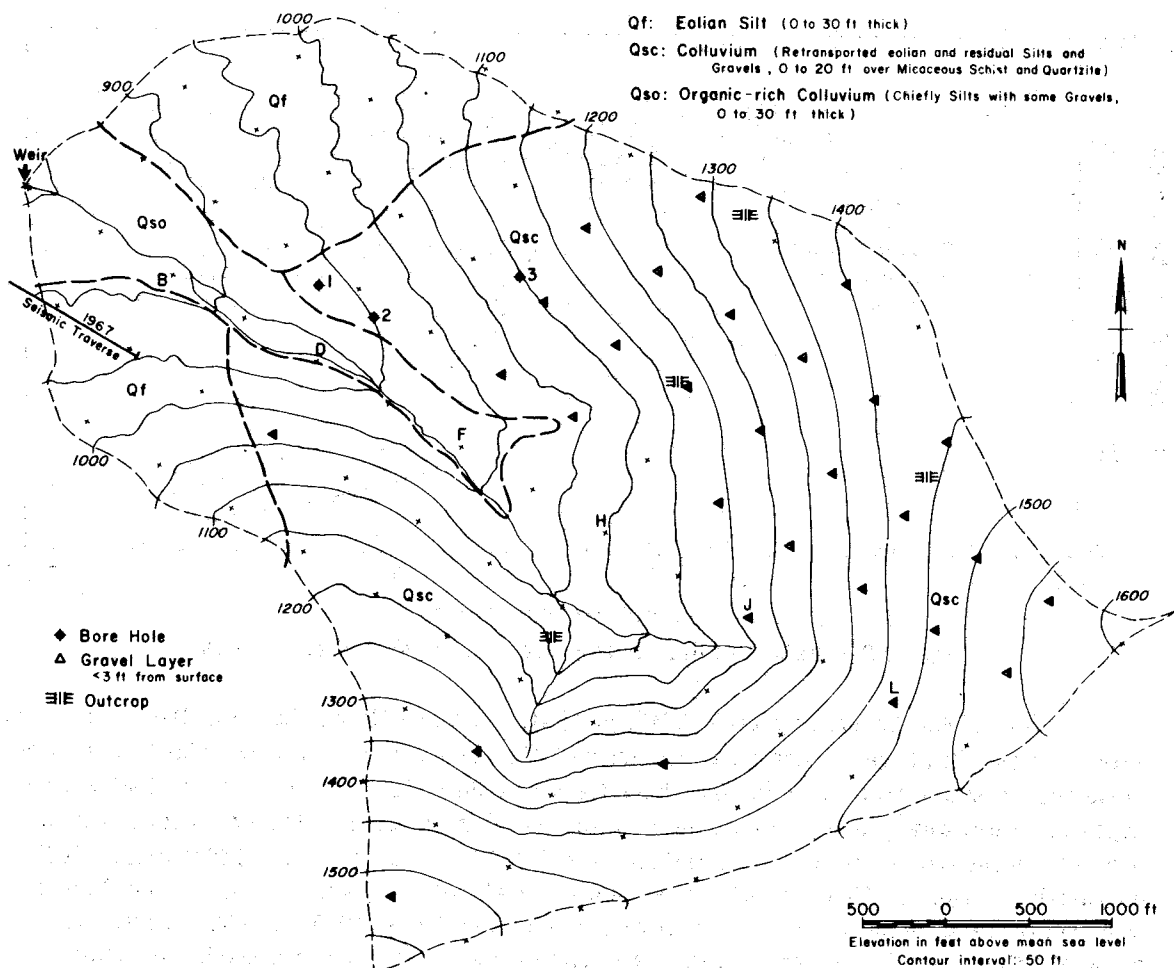 Qf: Eolian Silt (0 to 30 ft thick)
Qsc: Colluvium (Retransported eolian and residual Silts and
Gravels, 0 to 20 ft over Micaceous Schist and Quartzite)
Qso: Organic-rich Colluvium (Chiefly Silts with some Gravels,
0 to 30 ft thick)
1000
1100
900
Qf
1200
Weir
1300
1400
Qso
Qsc
N
B
1
3
2
1967
Seismic Traverse
D
Qf
F
1000
1500
H
1100
Qsc
J
Qsc
1600
1200
L
Bore Hole
Gravel Layer
<3 ft from surface
Outcrop
1300
1400
1500
500 0 500 1000 ft
Elevation in feet above mean sea level
Contour interval: 50 ft